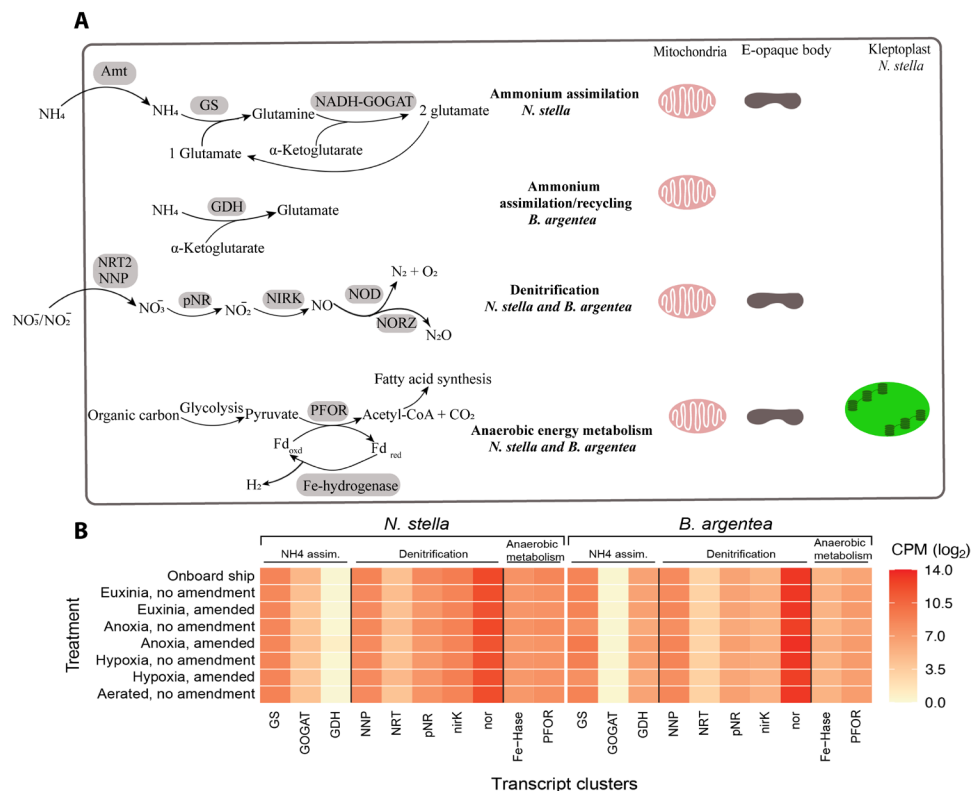 A
Mitochondria E-opaque body Kleptoplast
N. stella
Amt
NH₄ NH₄ GS Glutamine NADH-GOGAT 2 glutamate
1 Glutamate α-Ketoglutarate
Ammonium assimilation
N. stella
NH₄ GDH Glutamate
α-Ketoglutarate
Ammonium
assimilation/recycling
B. argentea
NRT2
NNP
NO₃⁻/NO₂⁻ NO₃⁻ pNR NO₂⁻ NIRK NO NOD N₂ + O₂
NORZ N₂O
Denitrification
N. stella and B. argentea
Fatty acid synthesis
Organic carbon Glycolysis Pyruvate PFOR Acetyl-CoA + CO₂
Fd oxd Fd red
H₂ Fe-hydrogenase
Anaerobic energy metabolism
N. stella and B. argentea
B
N. stella B. argentea
NH4 assim. Denitrification Anaerobic metabolism NH4 assim. Denitrification Anaerobic metabolism
CPM (log₂)
14.0
10.5
7.0
3.5
0.0
Treatment
Onboard ship
Euxinia, no amendment
Euxinia, amended
Anoxia, no amendment
Anoxia, amended
Hypoxia, no amendment
Hypoxia, amended
Aerated, no amendment
GS GOGAT GDH NNP NRT pNR nirK nor Fe-Hase PFOR GS GOGAT GDH NNP NRT pNR nirK nor Fe-Hase PFOR
Transcript clusters